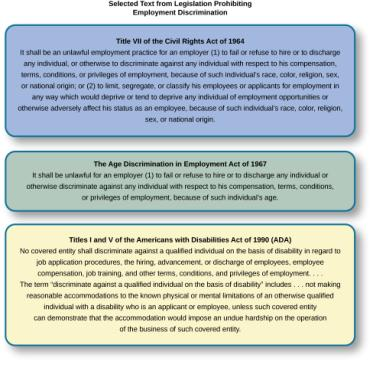 Selected Text from Legislation Prohibiting
Employment Discrimination
Title VII of the Civil Rights Act of 1964
It shall be an unlawful employment practice for an employer (1) to fail or refuse to hire or to discharge
any individual, or otherwise to discriminate against any individual with respect to his compensation,
terms, conditions, or privileges of employment, because of such individual's race, color, religion, sex,
or national origin; or (2) to limit, segregate, or classify his employees or applicants for employment in
any way which would deprive or tend to deprive any individual of employment opportunities or
otherwise adversely affect his status as an employee, because of such individual's race, color, religion,
sex, or national origin.
The Age Discrimination in Employment Act of 1967
It shall be unlawful for an employer (1) to fail or refuse to hire or to discharge any individual or
otherwise discriminate against any individual with respect to his compensation, terms, conditions,
or privileges of employment, because of such individual's age.
Titles I and V of the Americans with Disabilities Act of 1990 (ADA)
No covered entity shall discriminate against a qualified individual on the basis of disability in regard to
job application procedures, the hiring, advancement, or discharge of employees, employee
compensation, job training, and other terms, conditions, and privileges of employment. . . .
The term “discriminate against a qualified individual on the basis of disability” includes . . . not making
reasonable accommodations to the known physical or mental limitations of an otherwise qualified
individual with a disability who is an applicant or employee, unless such covered entity
can demonstrate that the accommodation would impose an undue hardship on the operation
of the business of such covered entity.